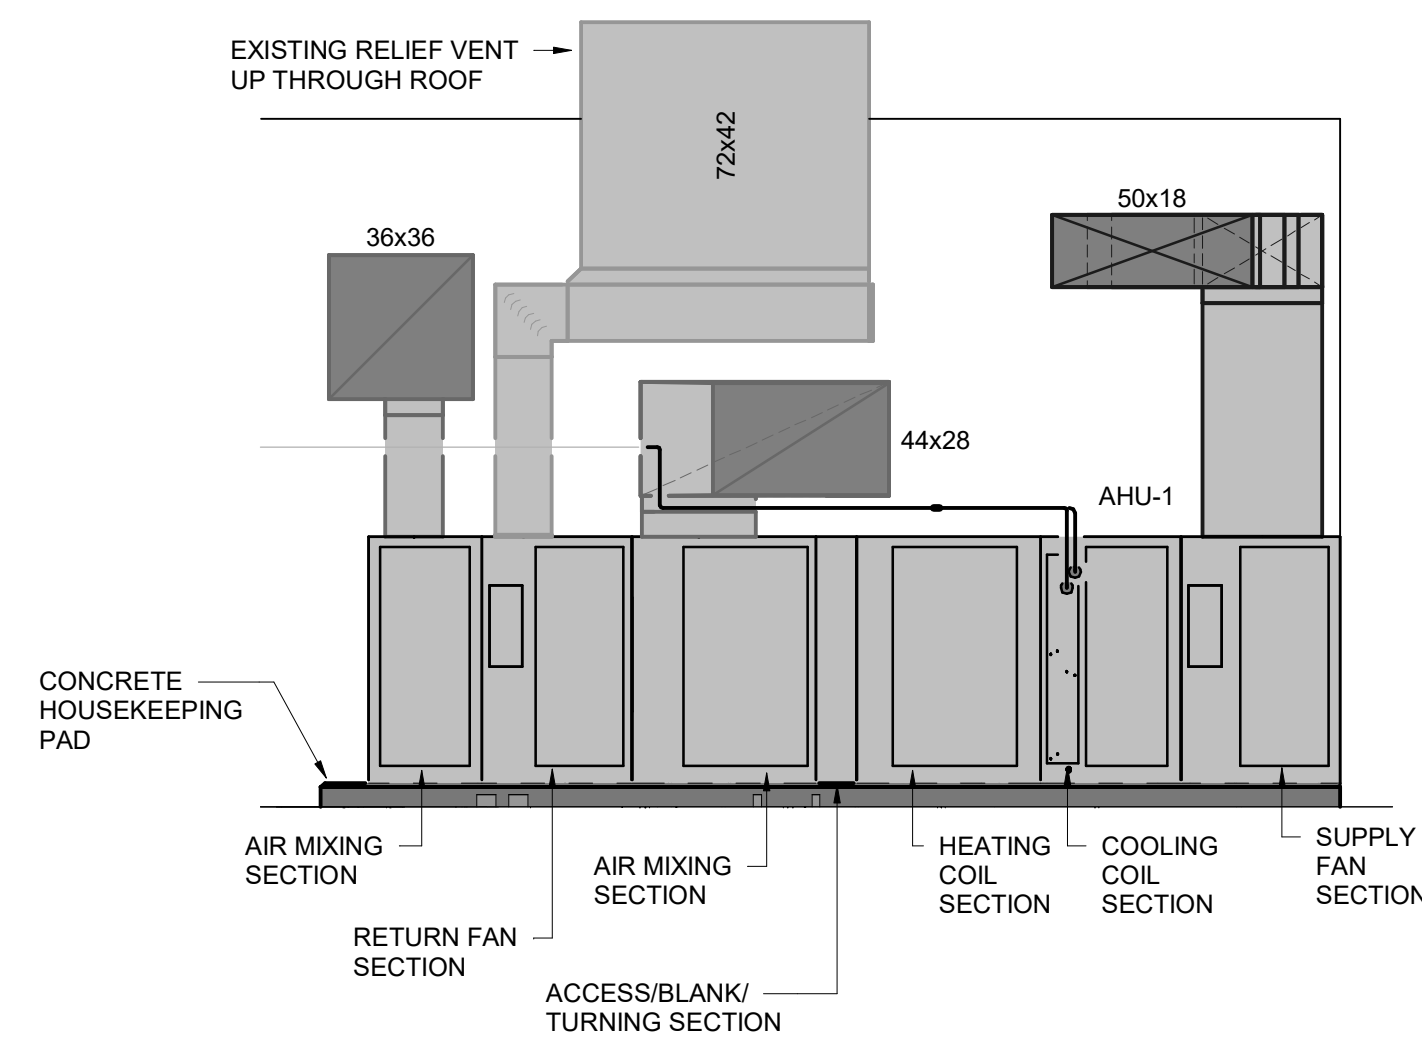 EXISTING RELIEF VENT
UP THROUGH ROOF
72x42
50x18
36x36
44x28
AHU-1
CONCRETE
HOUSEKEEPING
PAD
AIR MIXING
SECTION
RETURN FAN
SECTION
AIR MIXING
SECTION
ACCESS/BLANK/
TURNING SECTION
HEATING
COIL
SECTION
COOLING
COIL
SECTION
SUPPLY
FAN
SECTION